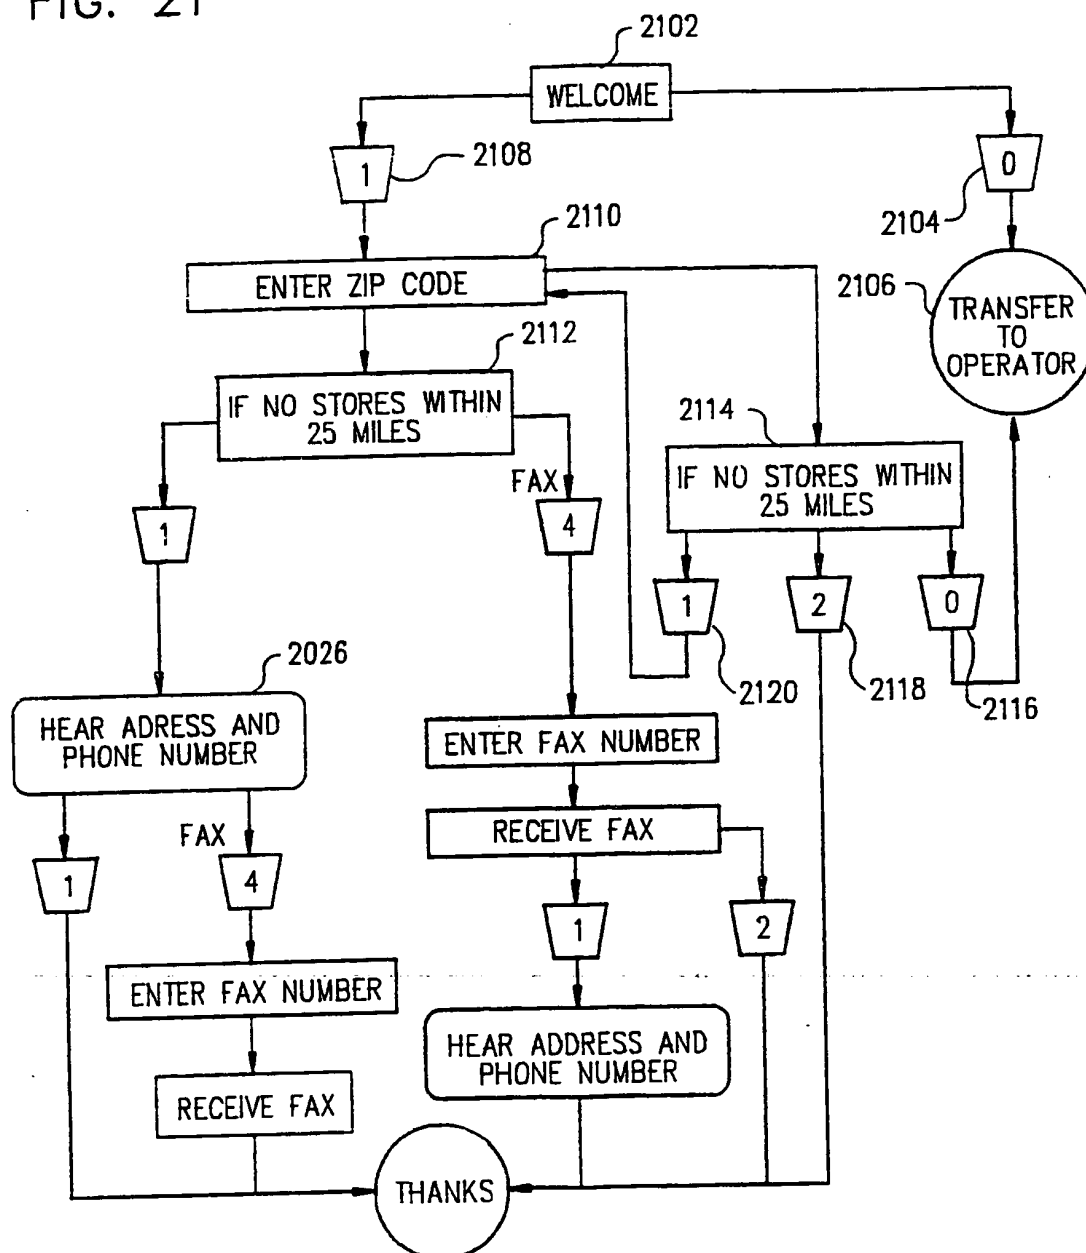 FIG. 21
2102
WELCOME
1
2108
0
2104
2110
ENTER ZIP CODE
2106
TRANSFER
TO
OPERATOR
2112
IF NO STORES WITHIN
25 MILES
2114
IF NO STORES WITHIN
25 MILES
1
FAX
4
1
2
0
2120
2118
2116
2026
HEAR ADRESS AND
PHONE NUMBER
ENTER FAX NUMBER
RECEIVE FAX
FAX
1
4
1
2
ENTER FAX NUMBER
HEAR ADDRESS AND
PHONE NUMBER
RECEIVE FAX
THANKS